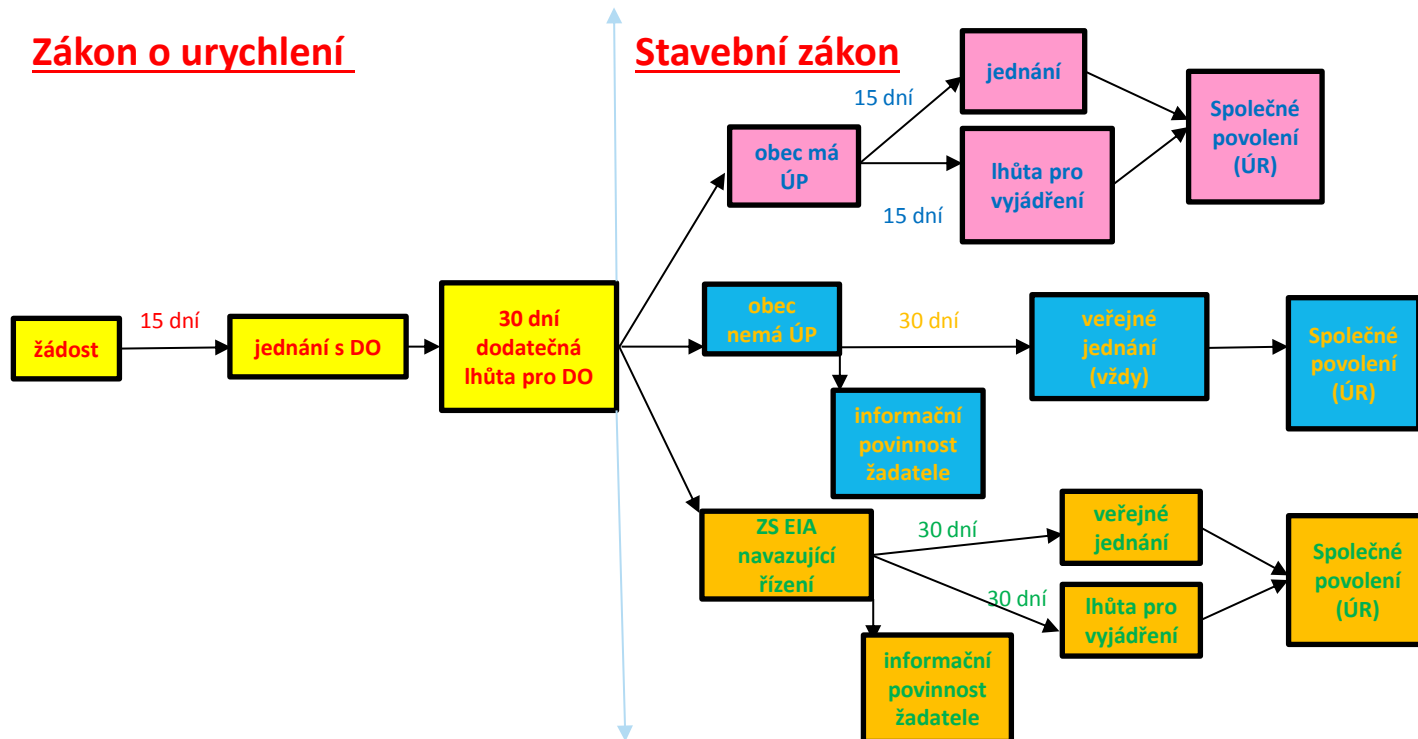 Zákon o urychlení
Stavební zákon
žádost
15 dní
jednání s DO
30 dní
dodatečná
lhůta pro DO
obec má
ÚP
15 dní
jednání
15 dní
lhůta pro
vyjádření
Společné
povolení
(ÚR)
obec
nemá ÚP
30 dní
veřejné
jednání
(vždy)
Společné
povolení
(ÚR)
informační
povinnost
žadatele
ZS EIA
navazující
řízení
30 dní
veřejné
jednání
30 dní
lhůta pro
vyjádření
Společné
povolení
(ÚR)
informační
povinnost
žadatele